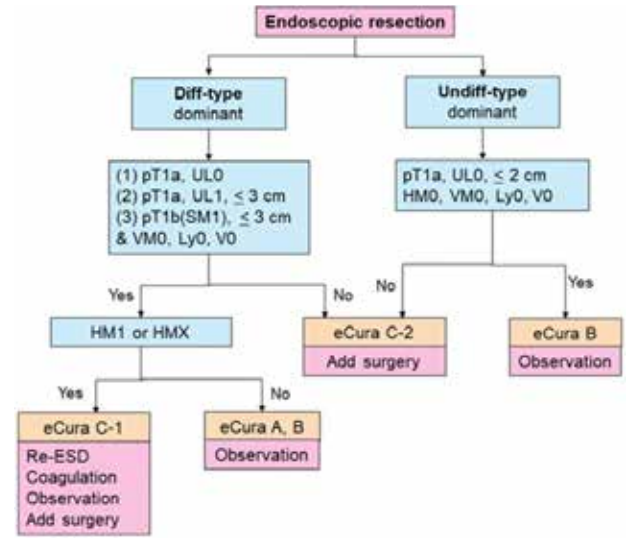 Endoscopic resection
Diff-type
dominant
Undiff-type
dominant
(1) pT1a, UL0
(2) pT1a, UL1, ≤ 3 cm
(3) pT1b(SM1), ≤ 3 cm
& VM0, Ly0, V0
pT1a, UL0, ≤ 2 cm
HM0, VM0, Ly0, V0
Yes
No
No
Yes
HM1 or HMX
eCura C-2
Add surgery
eCura B
Observation
Yes
No
eCura C-1
Re-ESD
Coagulation
Observation
Add surgery
eCura A, B
Observation